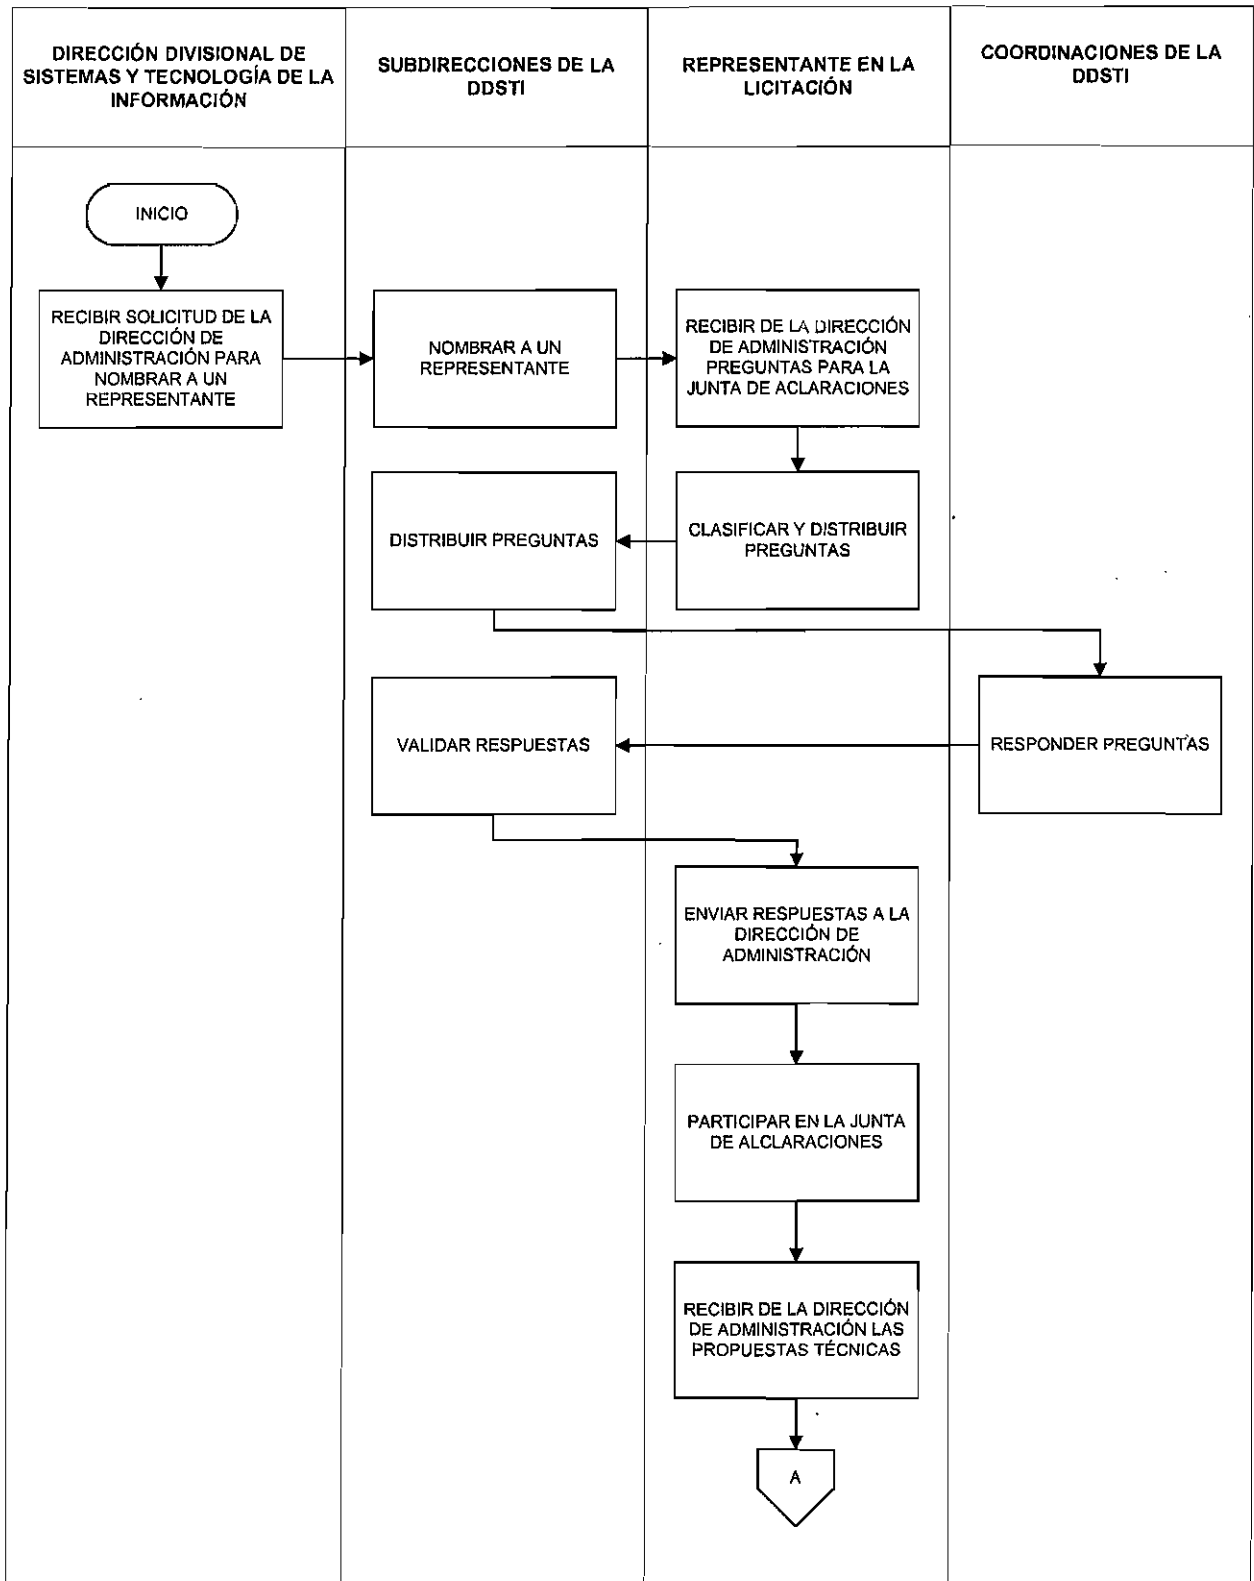 DIRECCIÓN DIVISIONAL DE
SISTEMAS Y TECNOLOGÍA DE LA
INFORMACIÓN
SUBDIRECCIONES DE LA
DDSTI
REPRESENTANTE EN LA
LICITACIÓN
COORDINACIONES DE LA
DDSTI
INICIO
RECIBIR SOLICITUD DE LA
DIRECCIÓN DE
ADMINISTRACIÓN PARA
NOMBRAR A UN
REPRESENTANTE
NOMBRAR A UN
REPRESENTANTE
RECIBIR DE LA DIRECCIÓN
DE ADMINISTRACIÓN
PREGUNTAS PARA LA
JUNTA DE ACLARACIONES
DISTRIBUIR PREGUNTAS
CLASIFICAR Y DISTRIBUIR
PREGUNTAS
VALIDAR RESPUESTAS
RESPONDER PREGUNTAS
ENVIAR RESPUESTAS A LA
DIRECCIÓN DE
ADMINISTRACIÓN
PARTICIPAR EN LA JUNTA
DE ALCLARACIONES
RECIBIR DE LA DIRECCIÓN
DE ADMINISTRACIÓN LAS
PROPUESTAS TÉCNICAS
A